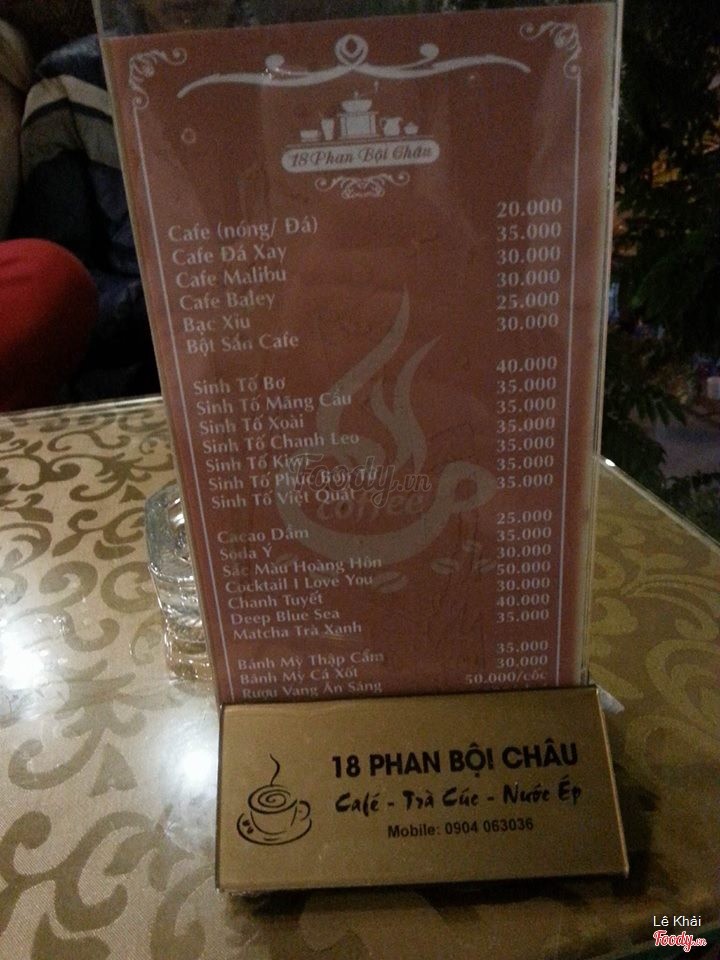 18 Phan Bội Châu
Cafe (nóng/ Đá) 20.000
Cafe Đá Xay 35.000
Cafe Malibu 30.000
Cafe Baley 30.000
Bạc Xỉu 25.000
Bột Sắn Cafe 30.000
Sinh Tố Bơ 40.000
Sinh Tố Mãng Cầu 35.000
Sinh Tố Xoài 35.000
Sinh Tố Chanh Leo 35.000
Sinh Tố Kiwi 35.000
Sinh Tố Phúc Bồn Tử 35.000
Sinh Tố Việt Quất 35.000
Foody.vn
coffee
Cacao Dầm 25.000
Soda Ý 35.000
Sắc Màu Hoàng Hôn 30.000
Cocktail I Love You 50.000
Chanh Tuyết 30.000
Deep Blue Sea 40.000
Matcha Trà Xanh 35.000
Bánh Mỳ Thập Cẩm 35.000
Bánh Mỳ Cá Xốt 30.000
Rượu Vang Ấn Sáng 50.000/cốc
18 PHAN BỘI CHÂU
Café - Trà Cúc - Nước Ép
Mobile: 0904 063036
Lê Khải
Foody.vn